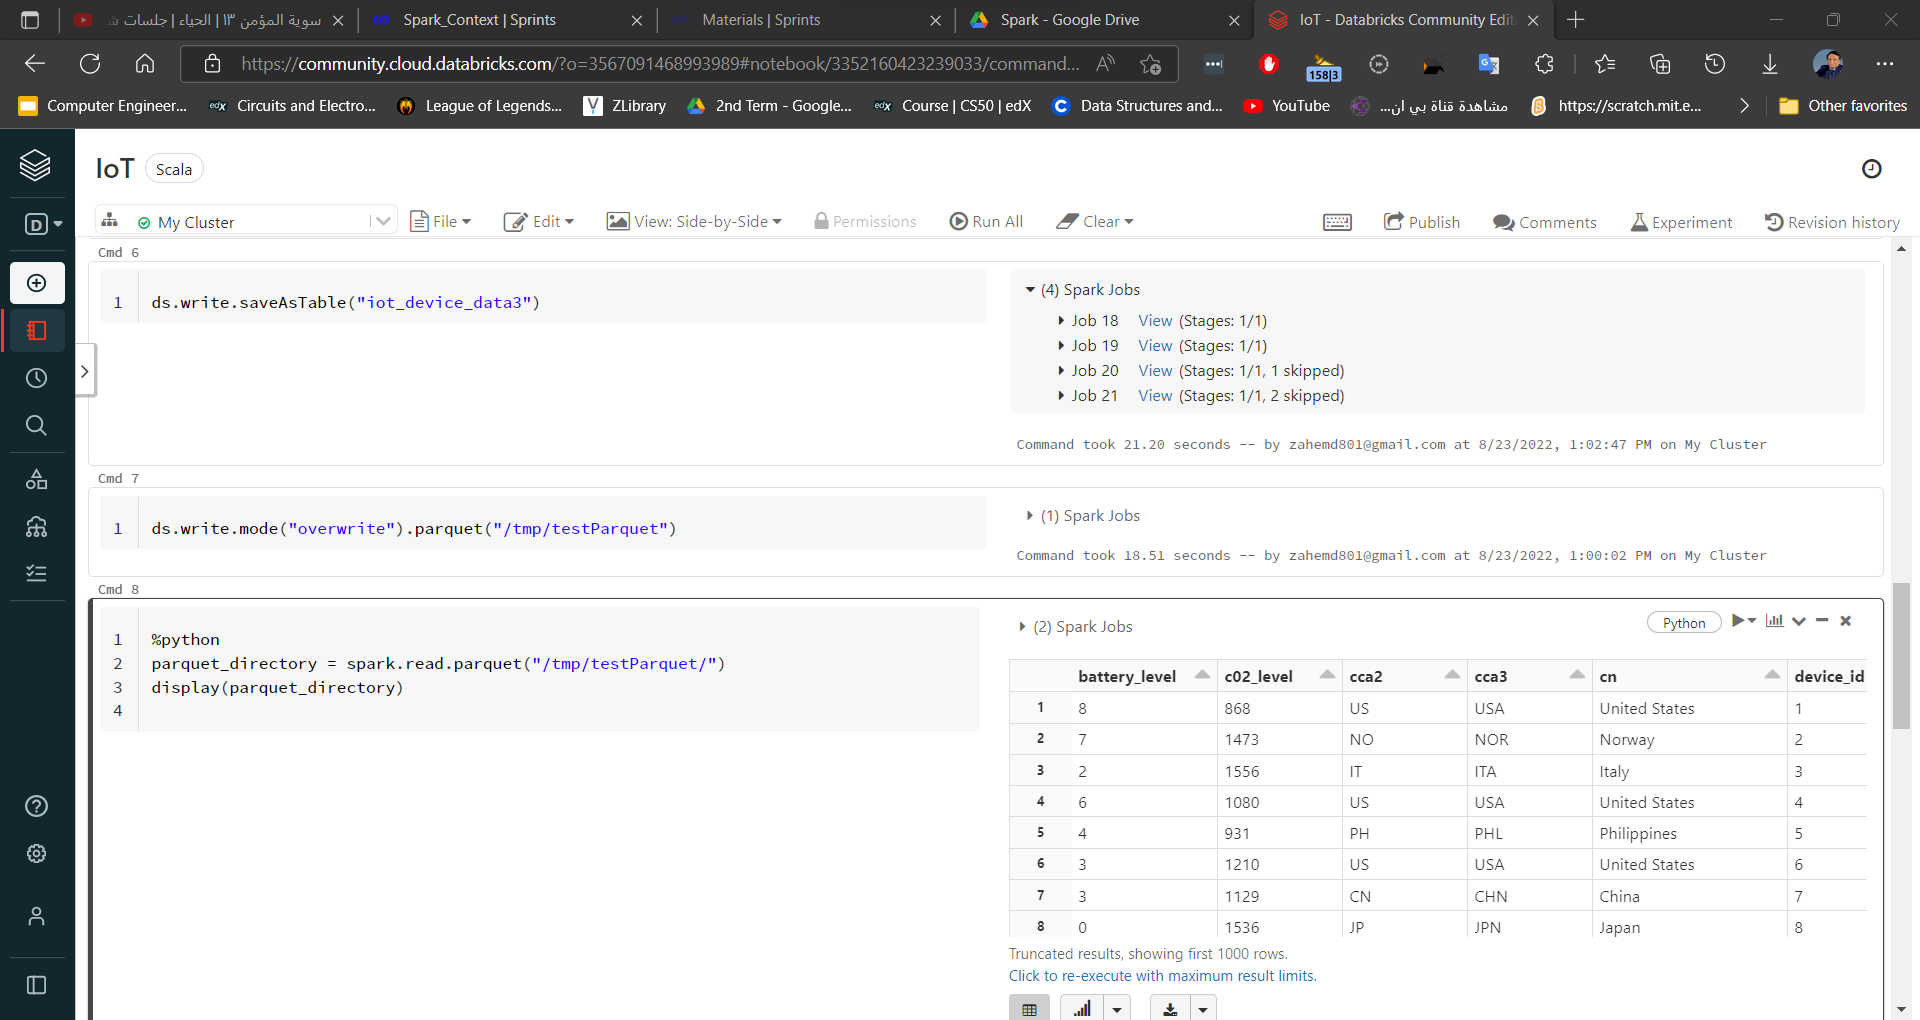 سوية المؤمن ١٣ | الحياء | جلسات
Spark_Context | Sprints
Materials | Sprints
Spark - Google Drive
IoT - Databricks Community Edit
https://community.cloud.databricks.com/?o=3567091468993989#notebook/3352160423239033/command...
158|3
Computer Engineer...
Circuits and Electro...
League of Legends...
ZLibrary
2nd Term - Google...
Course | CS50 | edX
Data Structures and...
YouTube
مشاهدة قناة بي ان...
https://scratch.mit.e...
Other favorites
IoT
Scala
My Cluster
File
Edit
View: Side-by-Side
Permissions
Run All
Clear
Publish
Comments
Experiment
Revision history
D
Cmd 6
1 ds.write.saveAsTable("iot_device_data3")
(4) Spark Jobs
Job 18 View (Stages: 1/1)
Job 19 View (Stages: 1/1)
Job 20 View (Stages: 1/1, 1 skipped)
Job 21 View (Stages: 1/1, 2 skipped)
Command took 21.20 seconds -- by zahemd801@gmail.com at 8/23/2022, 1:02:47 PM on My Cluster
Cmd 7
1 ds.write.mode("overwrite").parquet("/tmp/testParquet")
(1) Spark Jobs
Command took 18.51 seconds -- by zahemd801@gmail.com at 8/23/2022, 1:00:02 PM on My Cluster
Cmd 8
1 %python
2 parquet_directory = spark.read.parquet("/tmp/testParquet/")
3 display(parquet_directory)
4
(2) Spark Jobs
Python
battery_level c02_level cca2 cca3 cn device_id
1 8 868 US USA United States 1
2 7 1473 NO NOR Norway 2
3 2 1556 IT ITA Italy 3
4 6 1080 US USA United States 4
5 4 931 PH PHL Philippines 5
6 3 1210 US USA United States 6
7 3 1129 CN CHN China 7
8 0 1536 JP JPN Japan 8
Truncated results, showing first 1000 rows.
Click to re-execute with maximum result limits.